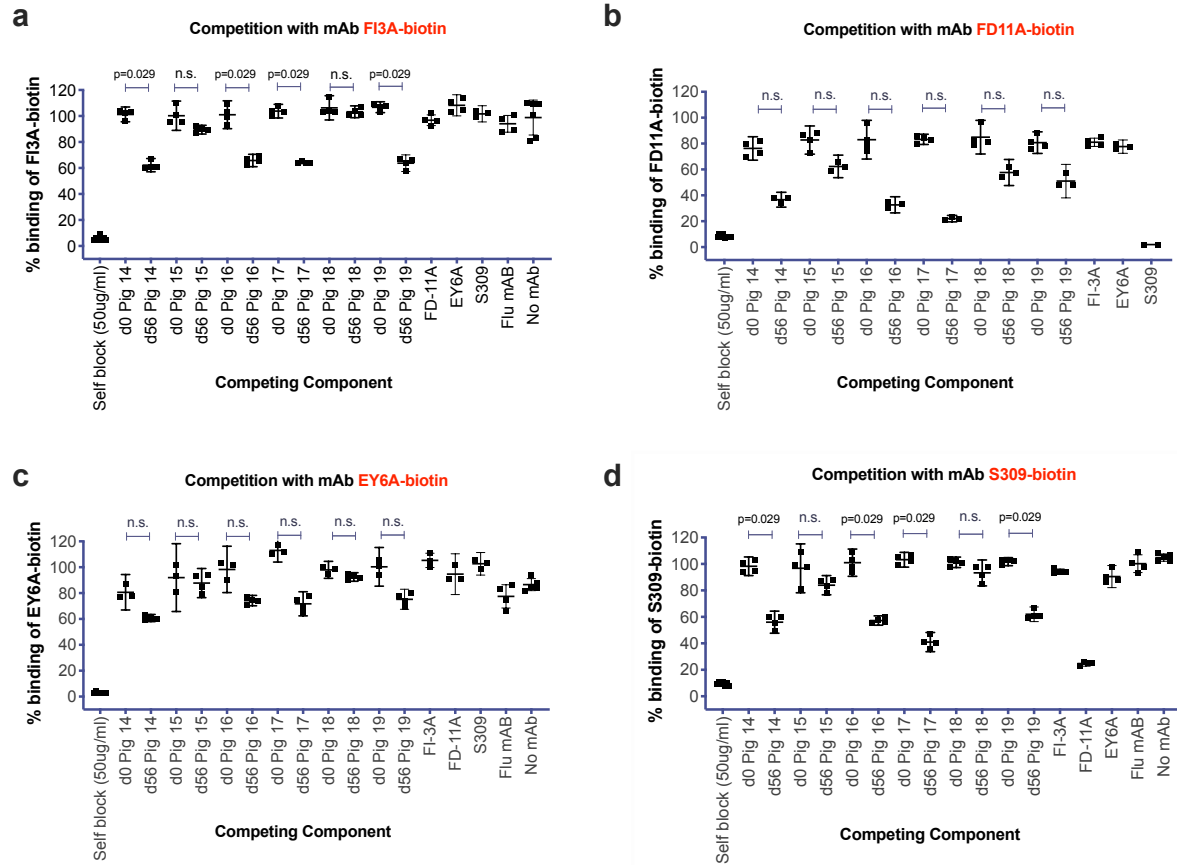 a
Competition with mAb FI3A-biotin
% binding of FI3A-biotin
p=0.029
n.s.
p=0.029
p=0.029
n.s.
p=0.029
120
100
80
60
40
20
0
Self block (50ug/ml)
d0 Pig 14
d56 Pig 14
d0 Pig 15
d56 Pig 15
d0 Pig 16
d56 Pig 16
d0 Pig 17
d56 Pig 17
d0 Pig 18
d56 Pig 18
d0 Pig 19
d56 Pig 19
FD-11A
EY6A
S309
Flu mAB
No mAb
Competing Component
b
Competition with mAb FD11A-biotin
% binding of FD11A-biotin
n.s.
n.s.
n.s.
n.s.
n.s.
n.s.
120
100
80
60
40
20
0
Self block (50ug/ml)
d0 Pig 14
d56 Pig 14
d0 Pig 15
d56 Pig 15
d0 Pig 16
d56 Pig 16
d0 Pig 17
d56 Pig 17
d0 Pig 18
d56 Pig 18
d0 Pig 19
d56 Pig 19
FI-3A
EY6A
S309
Competing Component
c
Competition with mAb EY6A-biotin
% binding of EY6A-biotin
n.s.
n.s.
n.s.
n.s.
n.s.
n.s.
120
100
80
60
40
20
0
Self block (50ug/ml)
d0 Pig 14
d56 Pig 14
d0 Pig 15
d56 Pig 15
d0 Pig 16
d56 Pig 16
d0 Pig 17
d56 Pig 17
d0 Pig 18
d56 Pig 18
d0 Pig 19
d56 Pig 19
FI-3A
FD-11A
S309
Flu mAB
No mAb
Competing Component
d
Competition with mAb S309-biotin
% binding of S309-biotin
p=0.029
n.s.
p=0.029
p=0.029
n.s.
p=0.029
120
100
80
60
40
20
0
Self block (50ug/ml)
d0 Pig 14
d56 Pig 14
d0 Pig 15
d56 Pig 15
d0 Pig 16
d56 Pig 16
d0 Pig 17
d56 Pig 17
d0 Pig 18
d56 Pig 18
d0 Pig 19
d56 Pig 19
FI-3A
FD-11A
EY6A
Flu mAB
No mAb
Competing Component